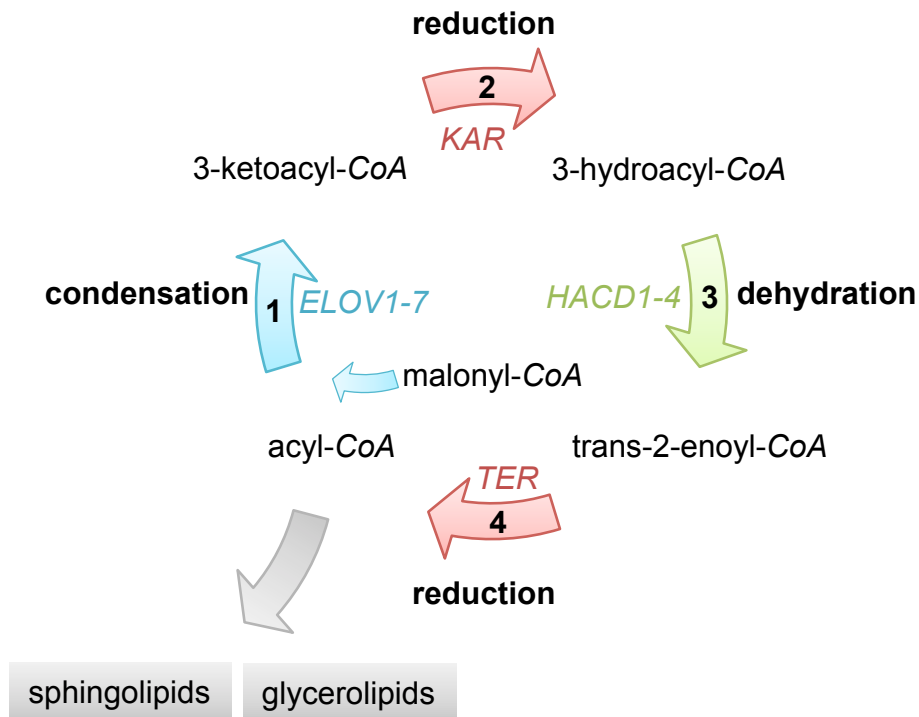 reduction
2
KAR
3-ketoacyl-CoA
3-hydroacyl-CoA
condensation
1
ELOV1-7
HACD1-4
3
dehydration
malonyl-CoA
acyl-CoA
trans-2-enoyl-CoA
TER
4
reduction
sphingolipids
glycerolipids